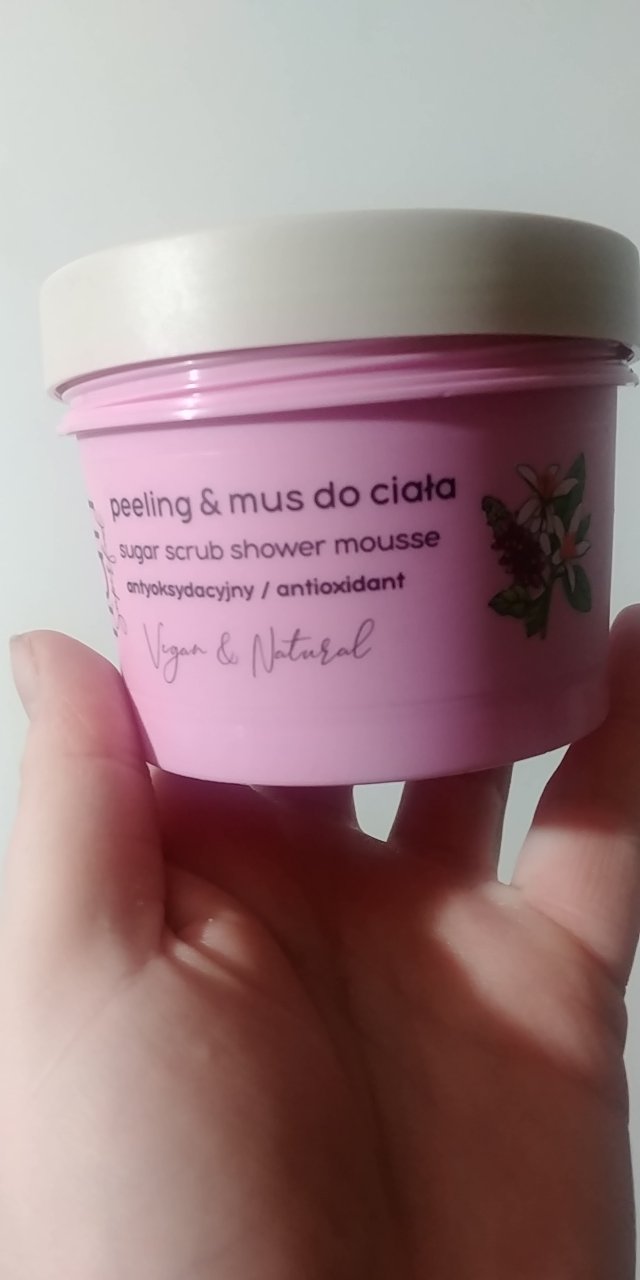 peeling & mus do ciała
sugar scrub shower mousse
antyoksydacyjny / antioxidant
Vegan & Natural